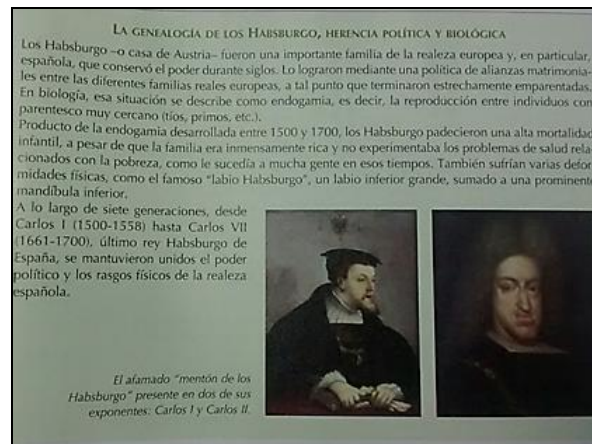 LA GENEALOGÍA DE LOS HABSBURGO, HERENCIA POLÍTICA Y BIOLÓGICA
Los Habsburgo –o casa de Austria– fueron una importante familia de la realeza europea y, en particular,
española, que conservó el poder durante siglos. Lo lograron mediante una política de alianzas matrimonia-
les entre las diferentes familias reales europeas, a tal punto que terminaron estrechamente emparentadas.
En biología, esa situación se describe como endogamia, es decir, la reproducción entre individuos con
parentesco muy cercano (tíos, primos, etc.).
Producto de la endogamia desarrollada entre 1500 y 1700, los Habsburgo padecieron una alta mortalidad
infantil, a pesar de que la familia era inmensamente rica y no experimentaba los problemas de salud rela-
cionados con la pobreza, como le sucedía a mucha gente en esos tiempos. También sufrían varias defor
midades físicas, como el famoso "labio Habsburgo", un labio inferior grande, sumado a una prominente
mandíbula inferior.
A lo largo de siete generaciones, desde
Carlos I (1500-1558) hasta Carlos VII
(1661-1700), último rey Habsburgo de
España, se mantuvieron unidos el poder
político y los rasgos físicos de la realeza
española.
El afamado "mentón de los
Habsburgo" presente en dos de sus
exponentes: Carlos I y Carlos II.